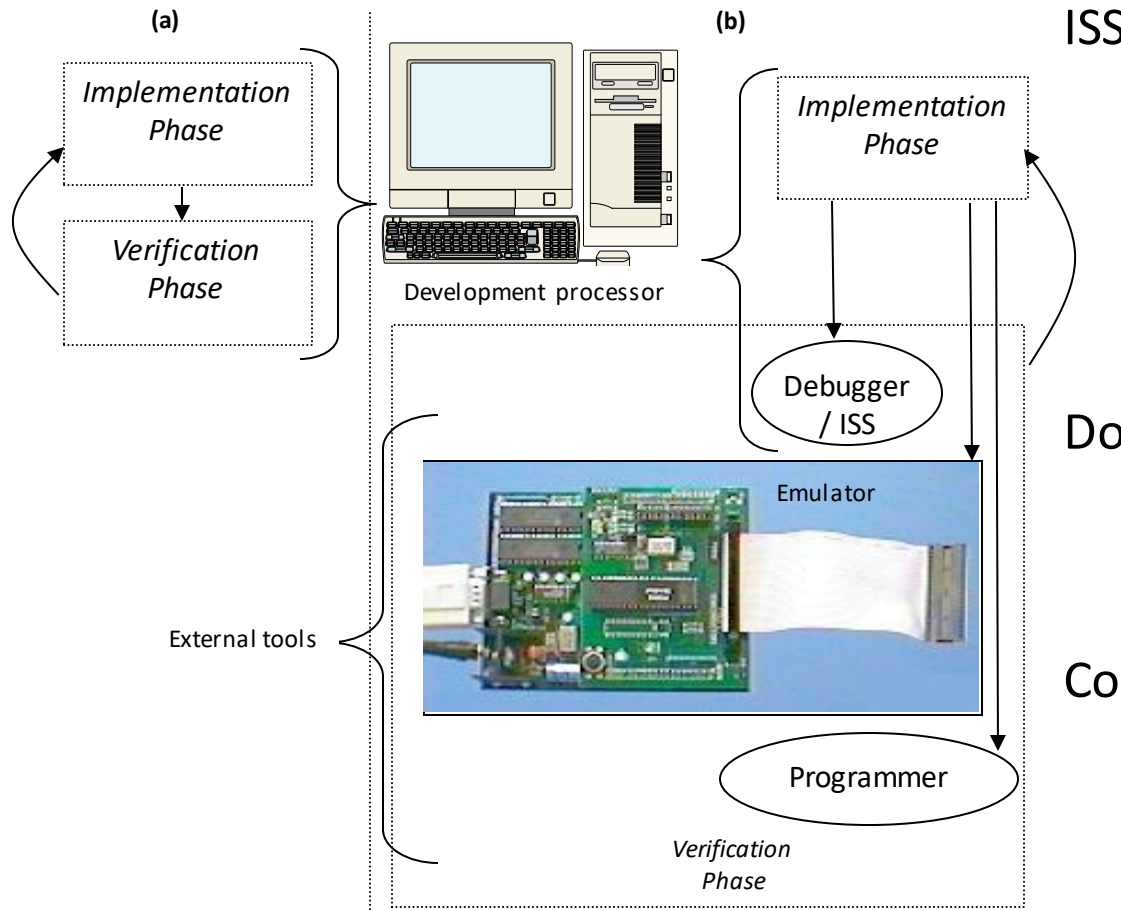 (a)
Implementation
Phase
Verification
Phase
(b)
Development processor
Implementation
Phase
Debugger
/ ISS
Emulator
External tools
Programmer
Verification
Phase
ISS
Do
Co